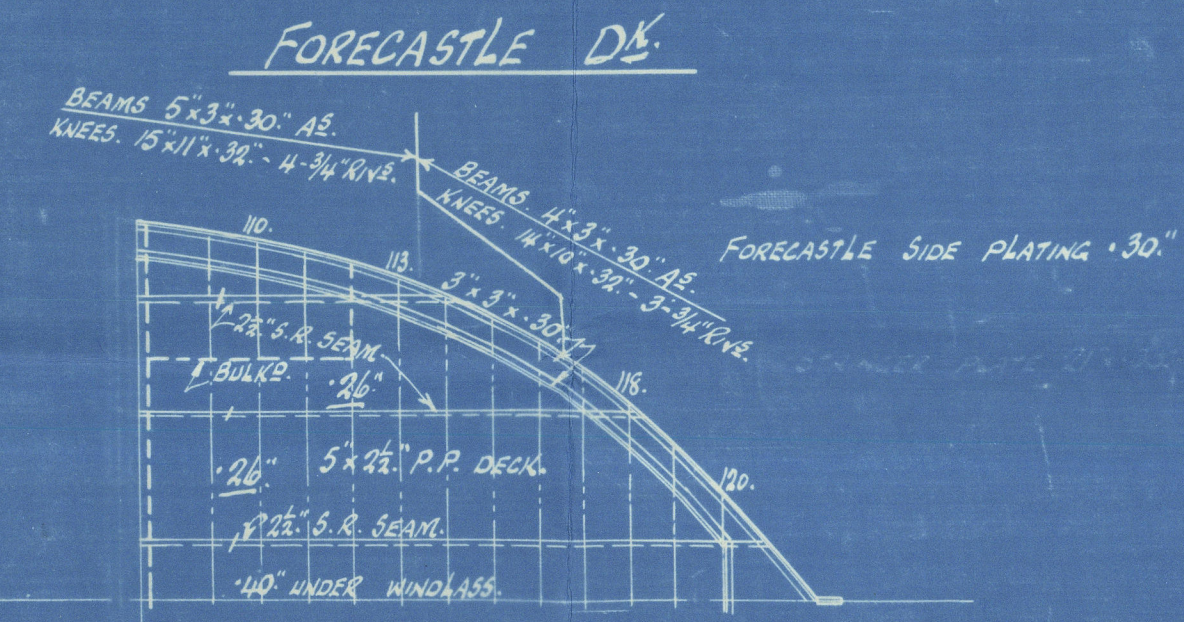 FORECASTLE DK.
BEAMS 5"x3"x.30." AS.
KNEES. 15"x11"x.32"- 4-3/4" RIVS.
BEAMS. 4"x3"x.30." AS.
KNEES. 14"x10"x.32"- 3-3/4" RIVS.
FORECASTLE SIDE PLATING .30."
110.
113.
3"x3"x.30"
2½" S.R. SEAM.
BULKD.
.26"
118.
.26"
5"x2½" P.P. DECK.
120.
2½" S.R. SEAM.
.40" UNDER WINDLASS.